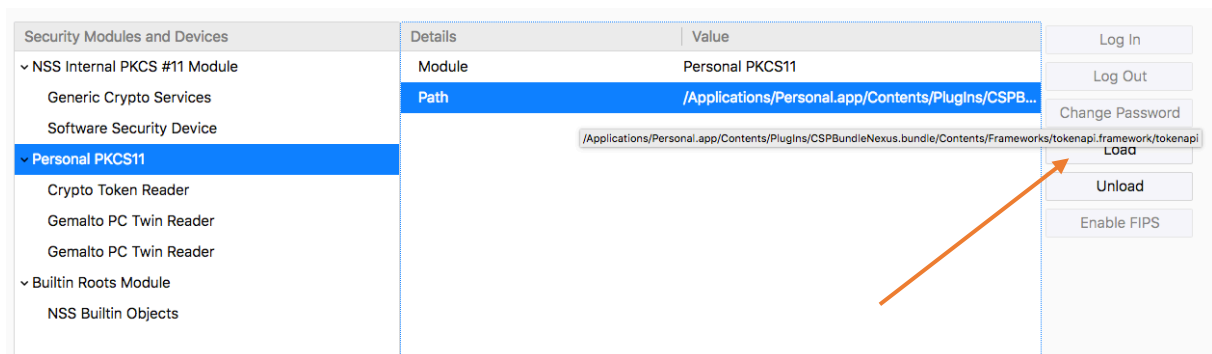 Security Modules and Devices
NSS Internal PKCS #11 Module
Generic Crypto Services
Software Security Device
Personal PKCS11
Crypto Token Reader
Gemalto PC Twin Reader
Gemalto PC Twin Reader
Builtin Roots Module
NSS Builtin Objects
Details Value
Module Personal PKCS11
Path /Applications/Personal.app/Contents/PlugIns/CSPB...
/Applications/Personal.app/Contents/PlugIns/CSPBundleNexus.bundle/Contents/Frameworks/tokenapi.framework/tokenapi
Log In
Log Out
Change Password
Load
Unload
Enable FIPS